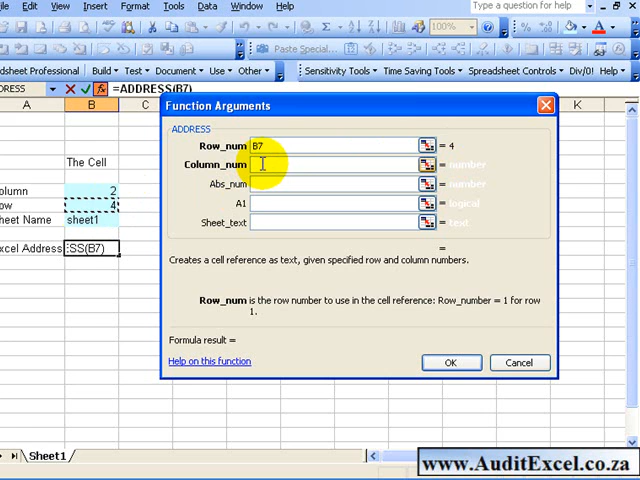 le Edit View Insert Format Tools Data Window Help Type a question for help
100%
Paste Special...
dsheet Professional Build Test Document Use Other Sensitivity Tools Time Saving Tools Spreadsheet Controls Div/0! Help
DRESS =ADDRESS(B7)
A B C K
The Cell
olumn 2
ow 4
heet Name sheet1
xcel Address :SS(B7)
Function Arguments
ADDRESS
Row_num B7 = 4
Column_num = number
Abs_num = number
A1 = logical
Sheet_text = text
=
Creates a cell reference as text, given specified row and column numbers.
Row_num is the row number to use in the cell reference: Row_number = 1 for row
1.
Formula result =
Help on this function OK Cancel
Sheet1
www.AuditExcel.co.za